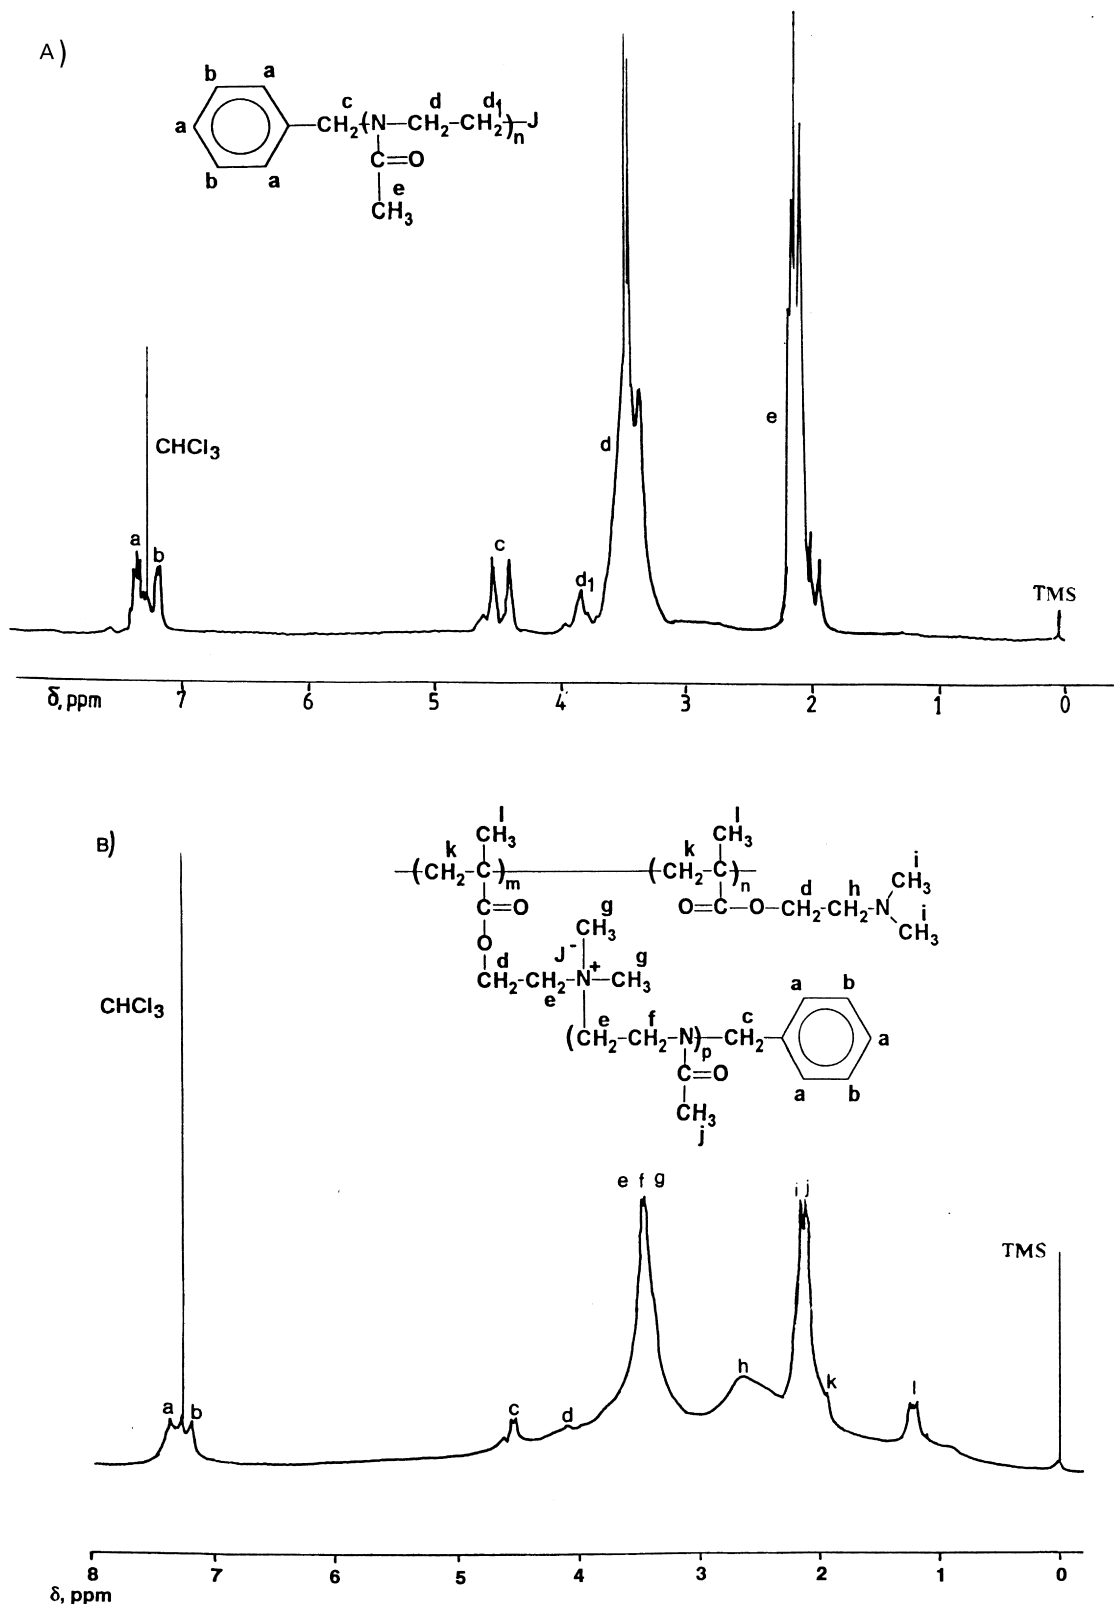 A)
b a
c d d1
a CH2(N—CH2-CH2)n—J
b a
C=O
e
CH3
CHCl3
a
b
c
d1
d
e
TMS
δ, ppm 7 6 5 4 3 2 1 0
B)
l l
CH3 CH3
k k
—(CH2-C)m—(CH2-C)n—
C=O O=C—O—CH2-CH2-N
d h
i
CH3
i
CH3
O
g
CH3
J-
d g
CH2-CH2-N+—CH3
e
a b
e f c
(CH2-CH2-N)p—CH2
a
C=O
a b
CH3
j
CHCl3
e f g
i j
TMS
h
k
l
a
b
c
d
8 7 6 5 4 3 2 1 0
δ, ppm